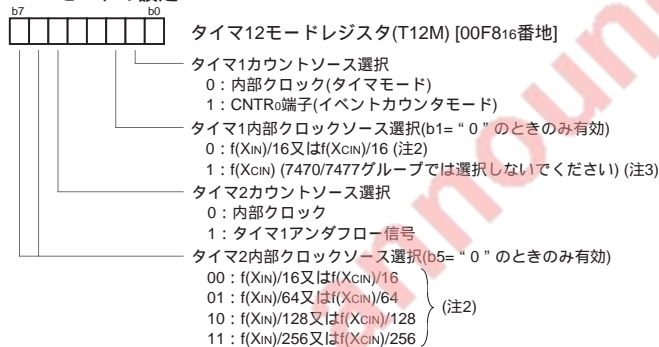 b7 b0
タイマ12モードレジスタ(T12M) [00F816番地]
タイマ1カウントソース選択
0：内部クロック(タイマモード)
1：CNTR0端子(イベントカウンタモード)
タイマ1内部クロックソース選択(b1= “ 0 ” のときのみ有効)
0：f(XIN)/16又はf(XCIN)/16 (注2)
1：f(XCIN) (7470/7477グループでは選択しないでください) (注3)
タイマ2カウントソース選択
0：内部クロック
1：タイマ1アンダフロー信号
タイマ2内部クロックソース選択(b5= “ 0 ” のときのみ有効)
00：f(XIN)/16又はf(XCIN)/16
01：f(XIN)/64又はf(XCIN)/64
10：f(XIN)/128又はf(XCIN)/128
11：f(XIN)/256又はf(XCIN)/256
(注2)